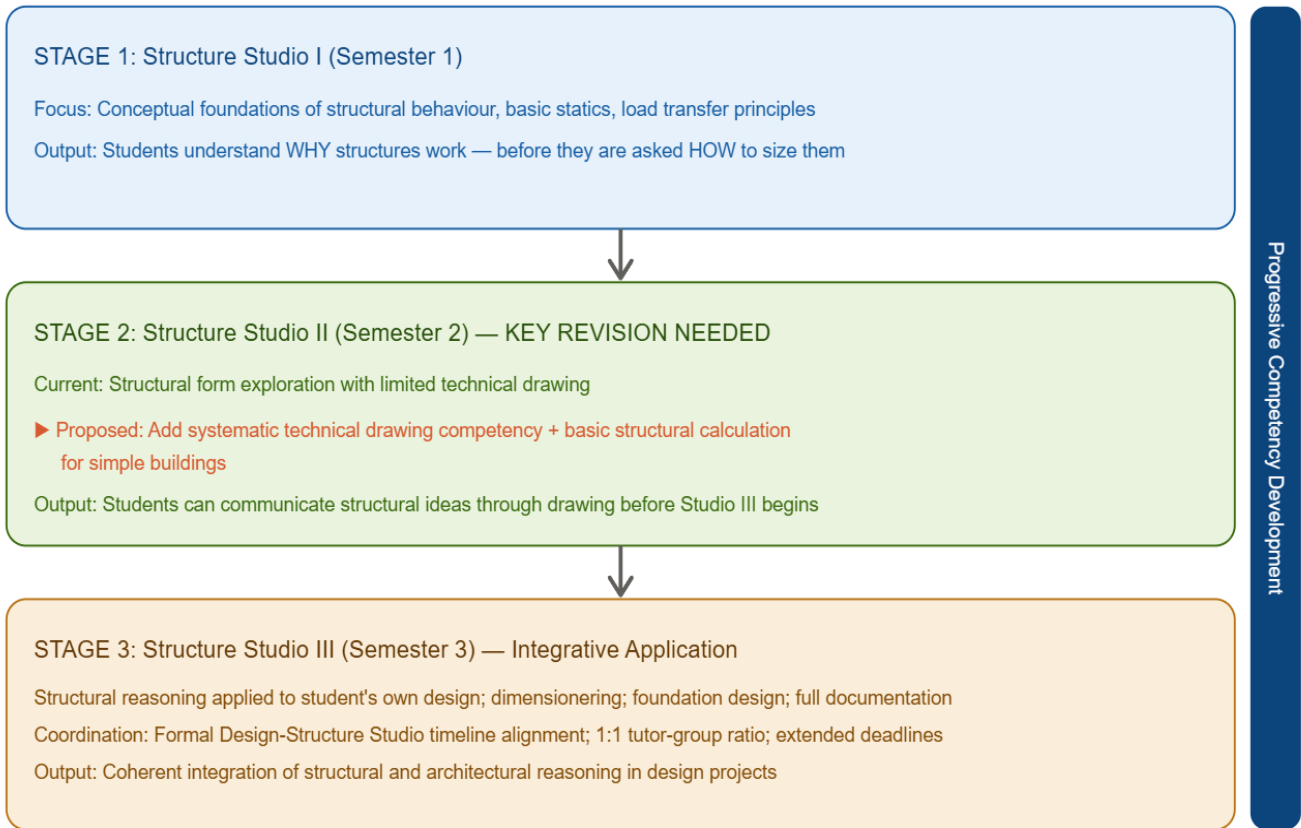 STAGE 1: Structure Studio I (Semester 1)
Focus: Conceptual foundations of structural behaviour, basic statics, load transfer principles
Output: Students understand WHY structures work — before they are asked HOW to size them
STAGE 2: Structure Studio II (Semester 2) — KEY REVISION NEEDED
Current: Structural form exploration with limited technical drawing
▶ Proposed: Add systematic technical drawing competency + basic structural calculation
for simple buildings
Output: Students can communicate structural ideas through drawing before Studio III begins
STAGE 3: Structure Studio III (Semester 3) — Integrative Application
Structural reasoning applied to student's own design; dimensionering; foundation design; full documentation
Coordination: Formal Design-Structure Studio timeline alignment; 1:1 tutor-group ratio; extended deadlines
Output: Coherent integration of structural and architectural reasoning in design projects
Progressive Competency Development